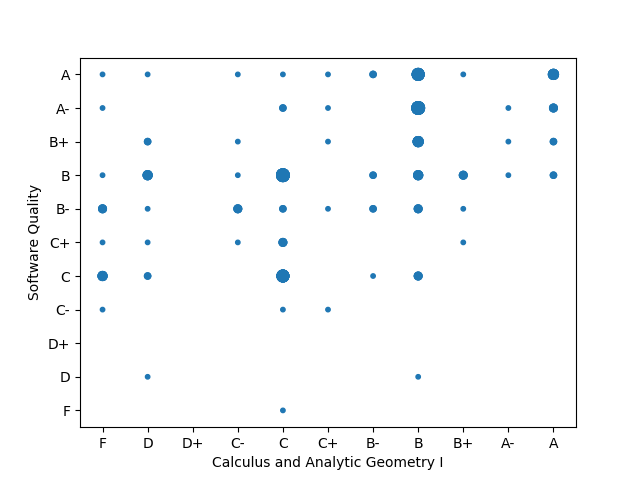 A
A-
B+
B
B-
C+
C
C-
D+
D
F
Software Quality
F D D+ C- C C+ B- B B+ A- A
Calculus and Analytic Geometry I